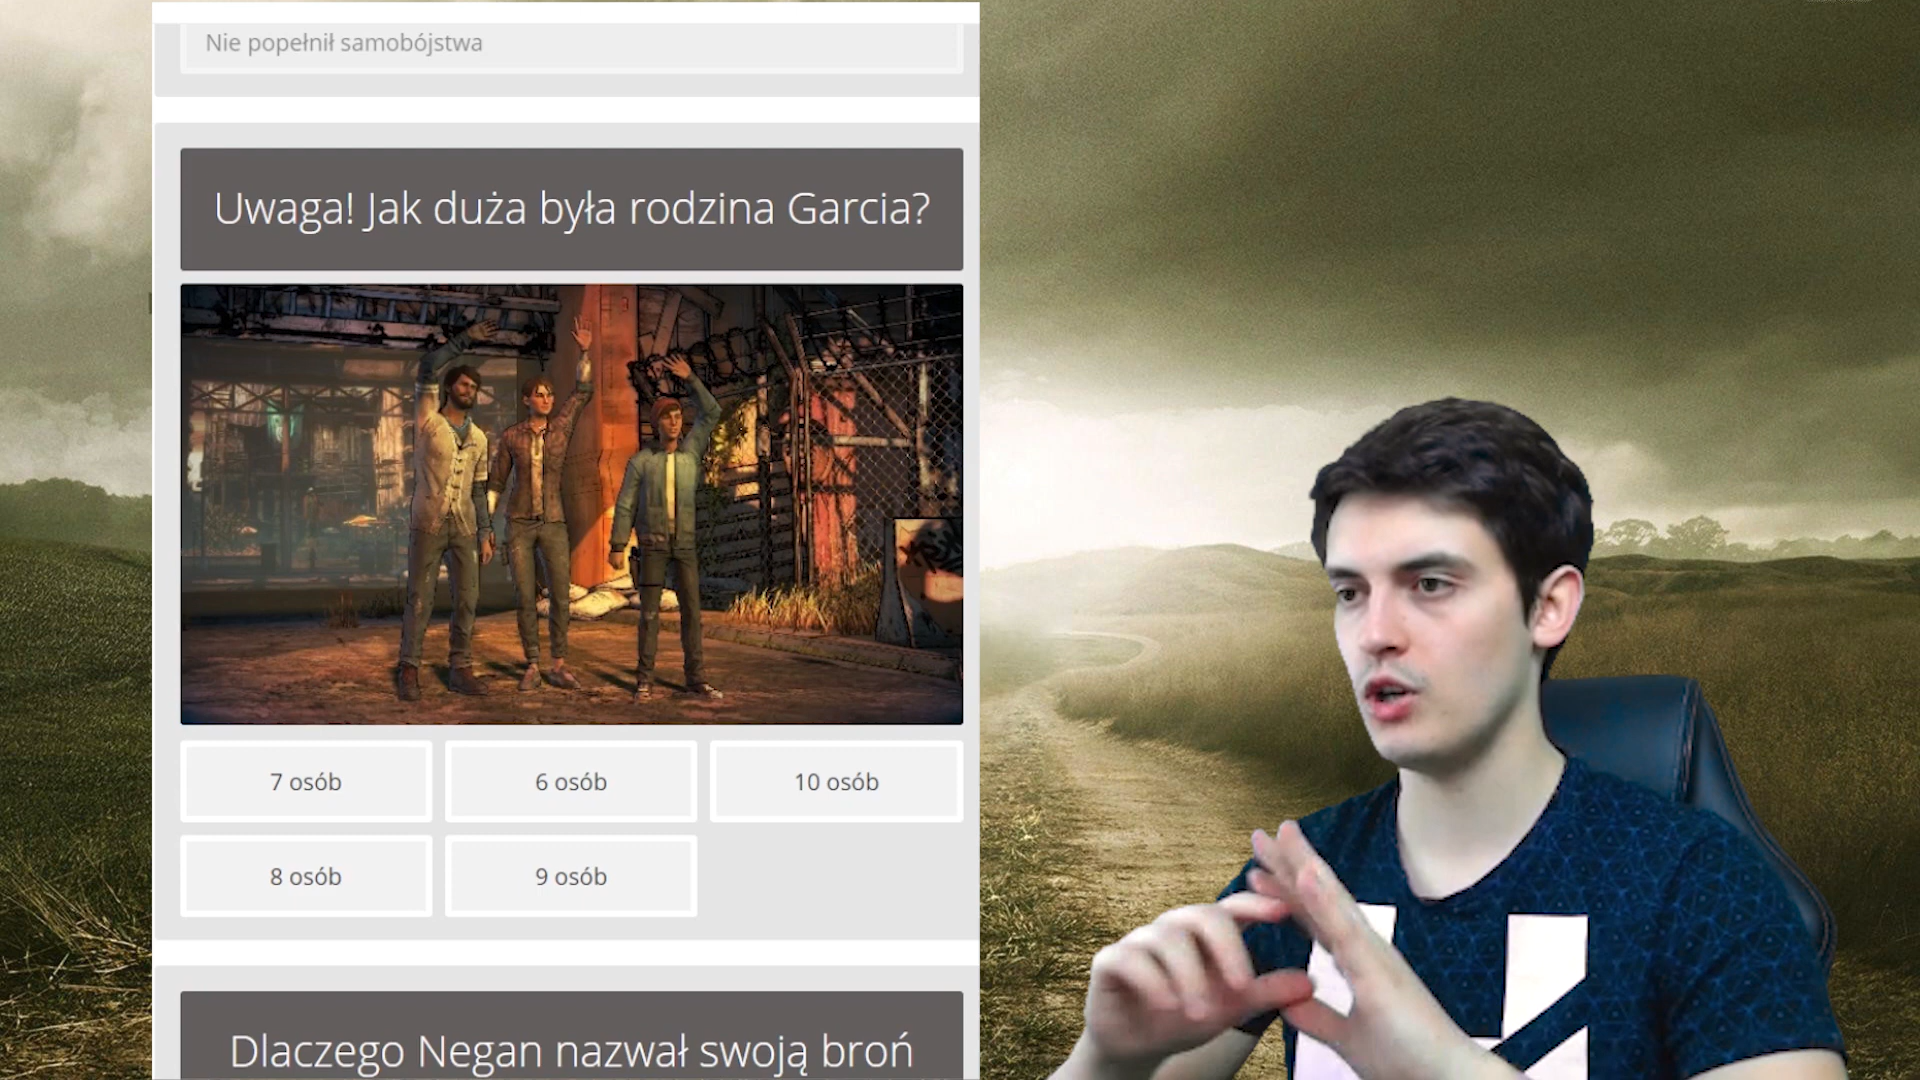 Nie popełnił samobójstwa
Uwaga! Jak duża była rodzina Garcia?
7 osób
6 osób
10 osób
8 osób
9 osób
Dlaczego Negan nazwał swoją broń